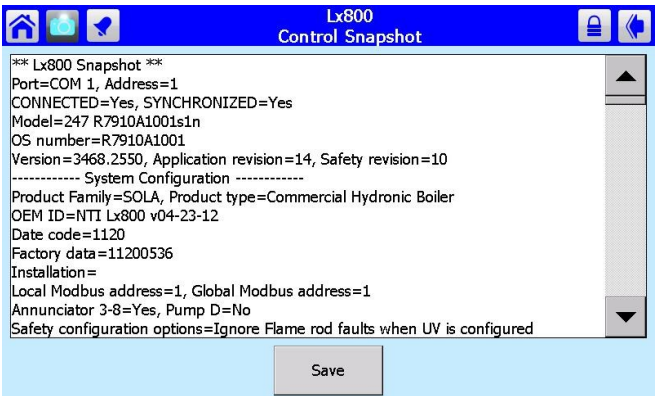 Lx800
Control Snapshot
** Lx800 Snapshot **
Port=COM 1, Address=1
CONNECTED=Yes, SYNCHRONIZED=Yes
Model=247 R7910A1001s1n
OS number=R7910A1001
Version=3468.2550, Application revision=14, Safety revision=10
------------ System Configuration ------------
Product Family=SOLA, Product type=Commercial Hydronic Boiler
OEM ID=NTI Lx800 v04-23-12
Date code=1120
Factory data=11200536
Installation=
Local Modbus address=1, Global Modbus address=1
Annunciator 3-8=Yes, Pump D=No
Safety configuration options=Ignore Flame rod faults when UV is configured
Save